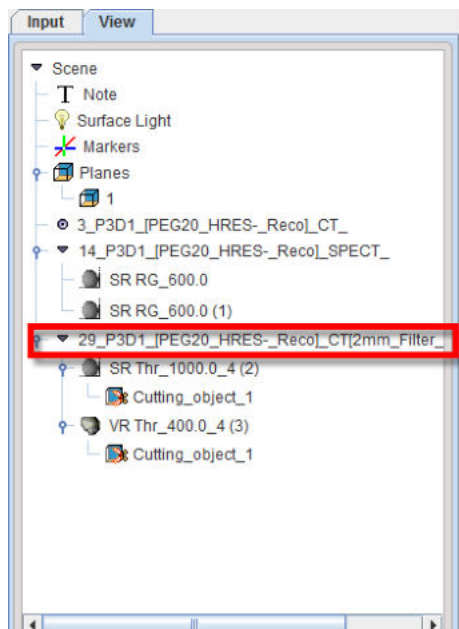 Input View
Scene
T Note
Surface Light
Markers
Planes
1
3_P3D1_[PEG20_HRES-_Reco]_CT_
14_P3D1_[PEG20_HRES-_Reco]_SPECT_
SR RG_600.0
SR RG_600.0 (1)
29_P3D1_[PEG20_HRES-_Reco]_CT[2mm_Filter_
SR Thr_1000.0_4 (2)
Cutting_object_1
VR Thr_400.0_4 (3)
Cutting_object_1